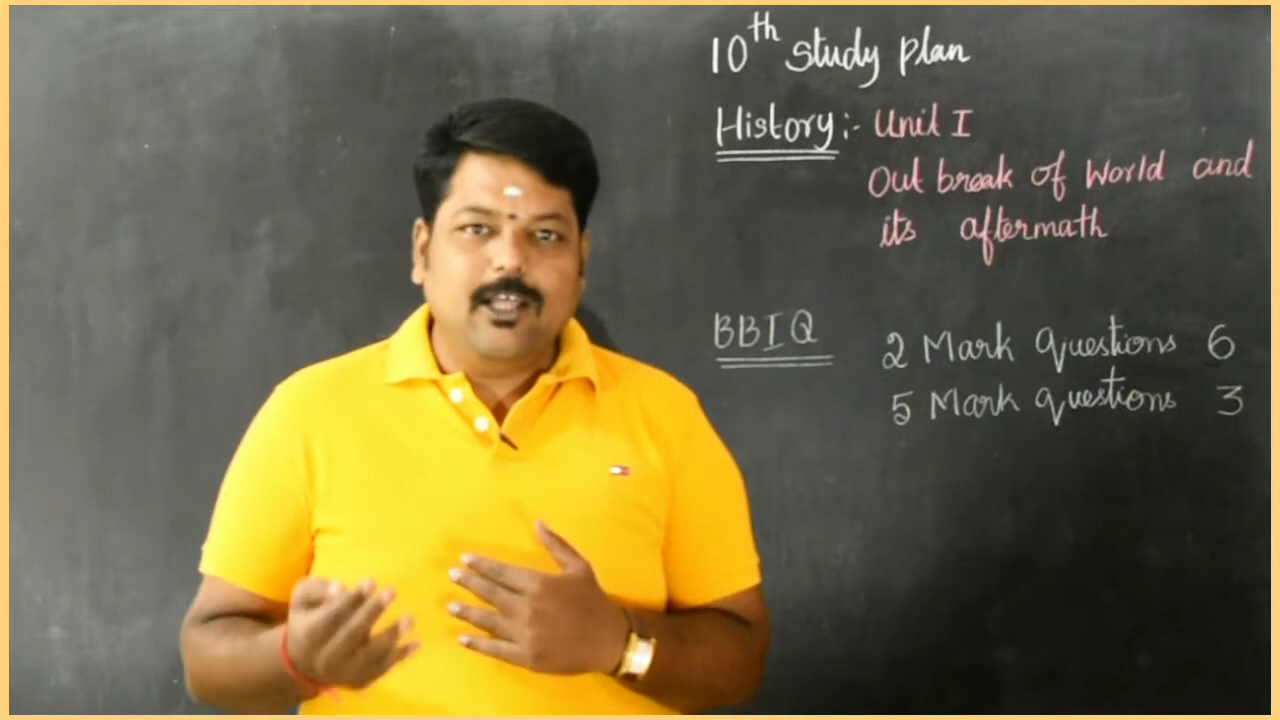 10th study plan
History:- Unit I
Out break of World and
its aftermath
BBIQ 2 Mark Questions 6
5 Mark questions 3